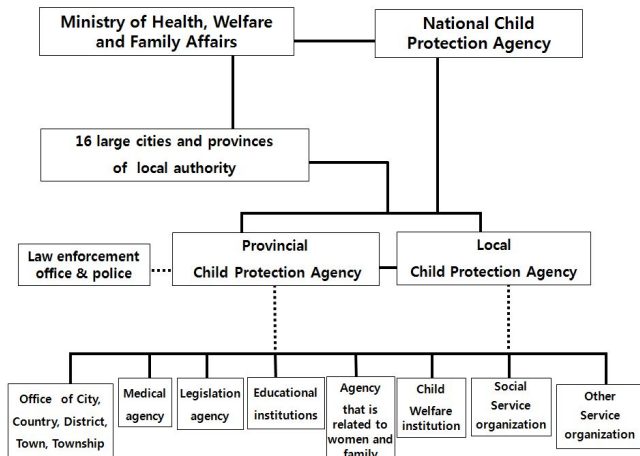 Ministry of Health, Welfare
and Family Affairs
National Child
Protection Agency
16 large cities and provinces
of local authority
Law enforcement
office & police
Provincial
Child Protection Agency
Local
Child Protection Agency
Office of City,
Country, District,
Town, Township
Medical
agency
Legislation
agency
Educational
institutions
Agency
that is
related to
women and
family
Child
Welfare
institution
Social
Service
organization
Other
Service
organization